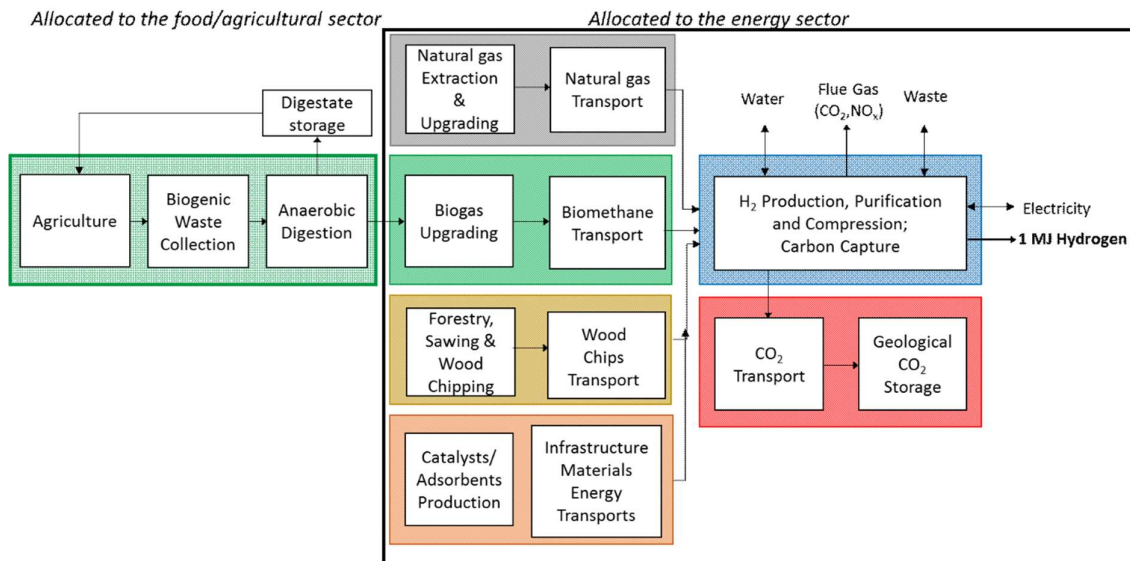 Allocated to the food/agricultural sector
Allocated to the energy sector
Natural gas
Extraction
&
Upgrading
Natural gas
Transport
Water
Flue Gas
(CO₂,NOₓ)
Waste
Digestate
storage
Agriculture
Biogenic
Waste
Collection
Anaerobic
Digestion
Biogas
Upgrading
Biomethane
Transport
H₂ Production, Purification
and Compression;
Carbon Capture
Electricity
1 MJ Hydrogen
Forestry,
Sawing &
Wood
Chipping
Wood
Chips
Transport
CO₂
Transport
Geological
CO₂
Storage
Catalysts/
Adsorbents
Production
Infrastructure
Materials
Energy
Transports